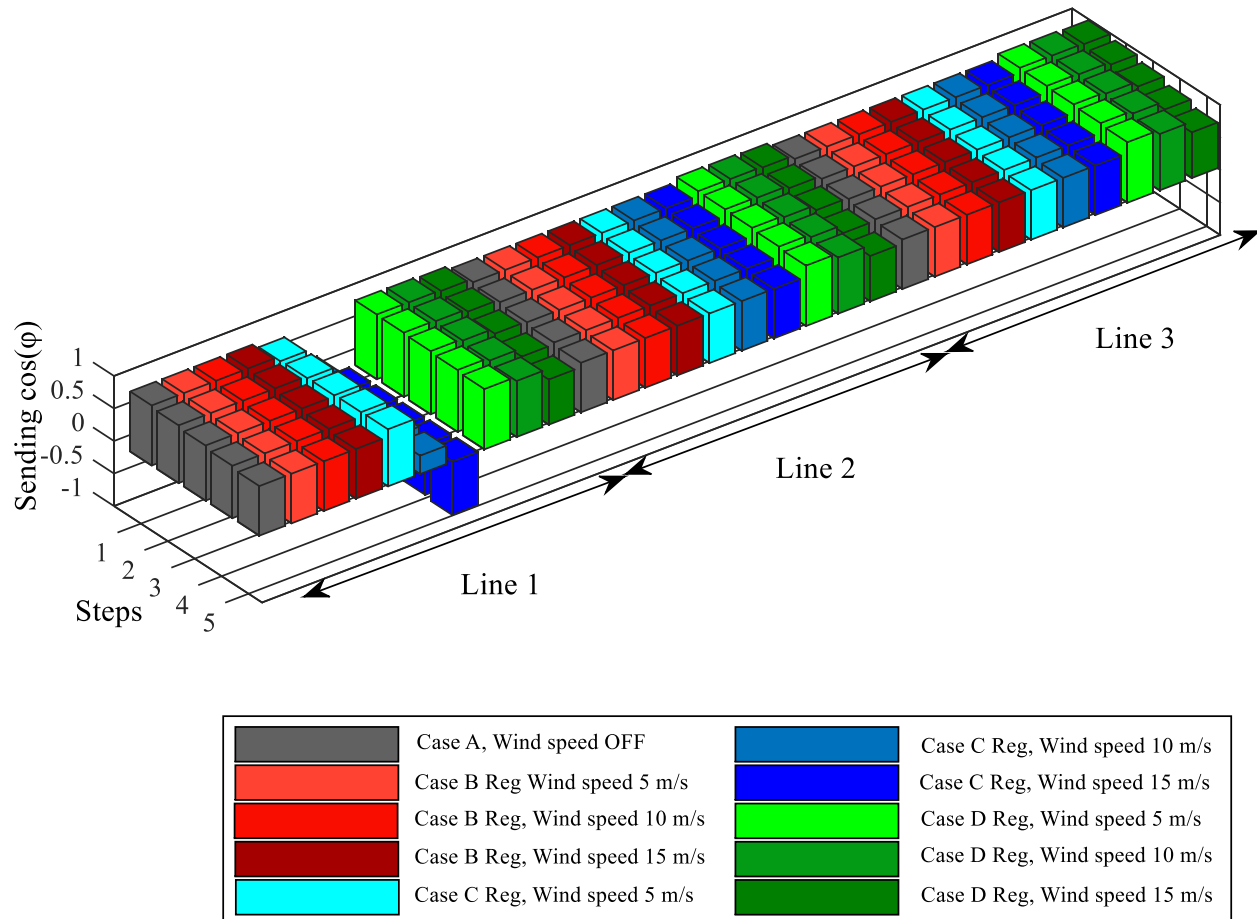 Sending cos(φ)
1
0.5
0
-0.5
-1
1
2
3
4
5
Steps
Line 1
Line 2
Line 3
Case A, Wind speed OFF
Case B Reg Wind speed 5 m/s
Case B Reg, Wind speed 10 m/s
Case B Reg, Wind speed 15 m/s
Case C Reg, Wind speed 5 m/s
Case C Reg, Wind speed 10 m/s
Case C Reg, Wind speed 15 m/s
Case D Reg, Wind speed 5 m/s
Case D Reg, Wind speed 10 m/s
Case D Reg, Wind speed 15 m/s